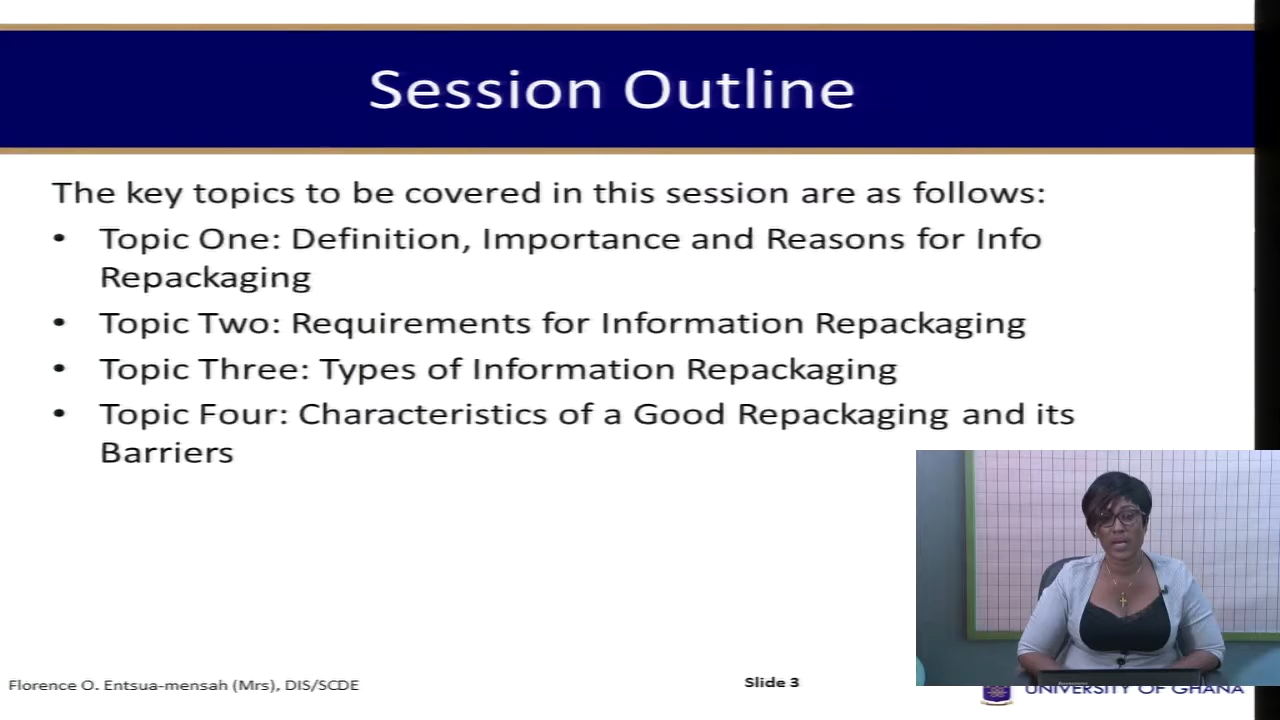 Session Outline
The key topics to be covered in this session are as follows:
• Topic One: Definition, Importance and Reasons for Info
Repackaging
• Topic Two: Requirements for Information Repackaging
• Topic Three: Types of Information Repackaging
• Topic Four: Characteristics of a Good Repackaging and its
Barriers
Florence O. Entsua-mensah (Mrs), DIS/SCDE
Slide 3
UNIVERSITY OF GHANA